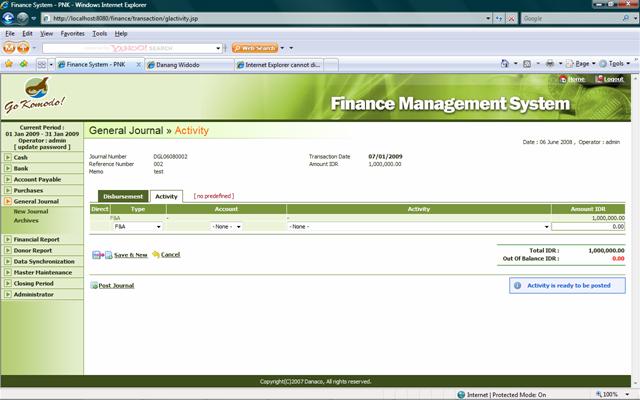 Finance System - PNK - Windows Internet Explorer
http://localhost:8080/finance/transaction/glactivity.jsp
Google
File Edit View Favorites Tools Help
YAHOO! SEARCH Web Search
Finance System - PNK Danang Widodo Internet Explorer cannot di... Page Tools
Go Komodo!
Home Logout
Finance Management System
Current Period :
01 Jan 2009 - 31 Jan 2009
Operator : admin
[ update password ]
Cash
Bank
Account Payable
Purchases
General Journal
New Journal
Archives
Financial Report
Donor Report
Data Synchronization
Master Maintenance
Closing Period
Administrator
General Journal » Activity
Date : 06 June 2008 , Operator : admin
Journal Number DGL06080002 Transaction Date 07/01/2009
Reference Number 002 Amount IDR 1,000,000.00
Memo test
Disbursement Activity [ no predefined ]
Direct Type Account Activity Amount IDR
F&A - - 1,000,000.00
F&A - None - - None - 0.00
Save & New Cancel
Total IDR : 1,000,000.00
Out Of Balance IDR : 0.00
Post Journal
Activity is ready to be posted
Copyright(C)2007 Danaco, All rights reserved.
Internet | Protected Mode: On 100%